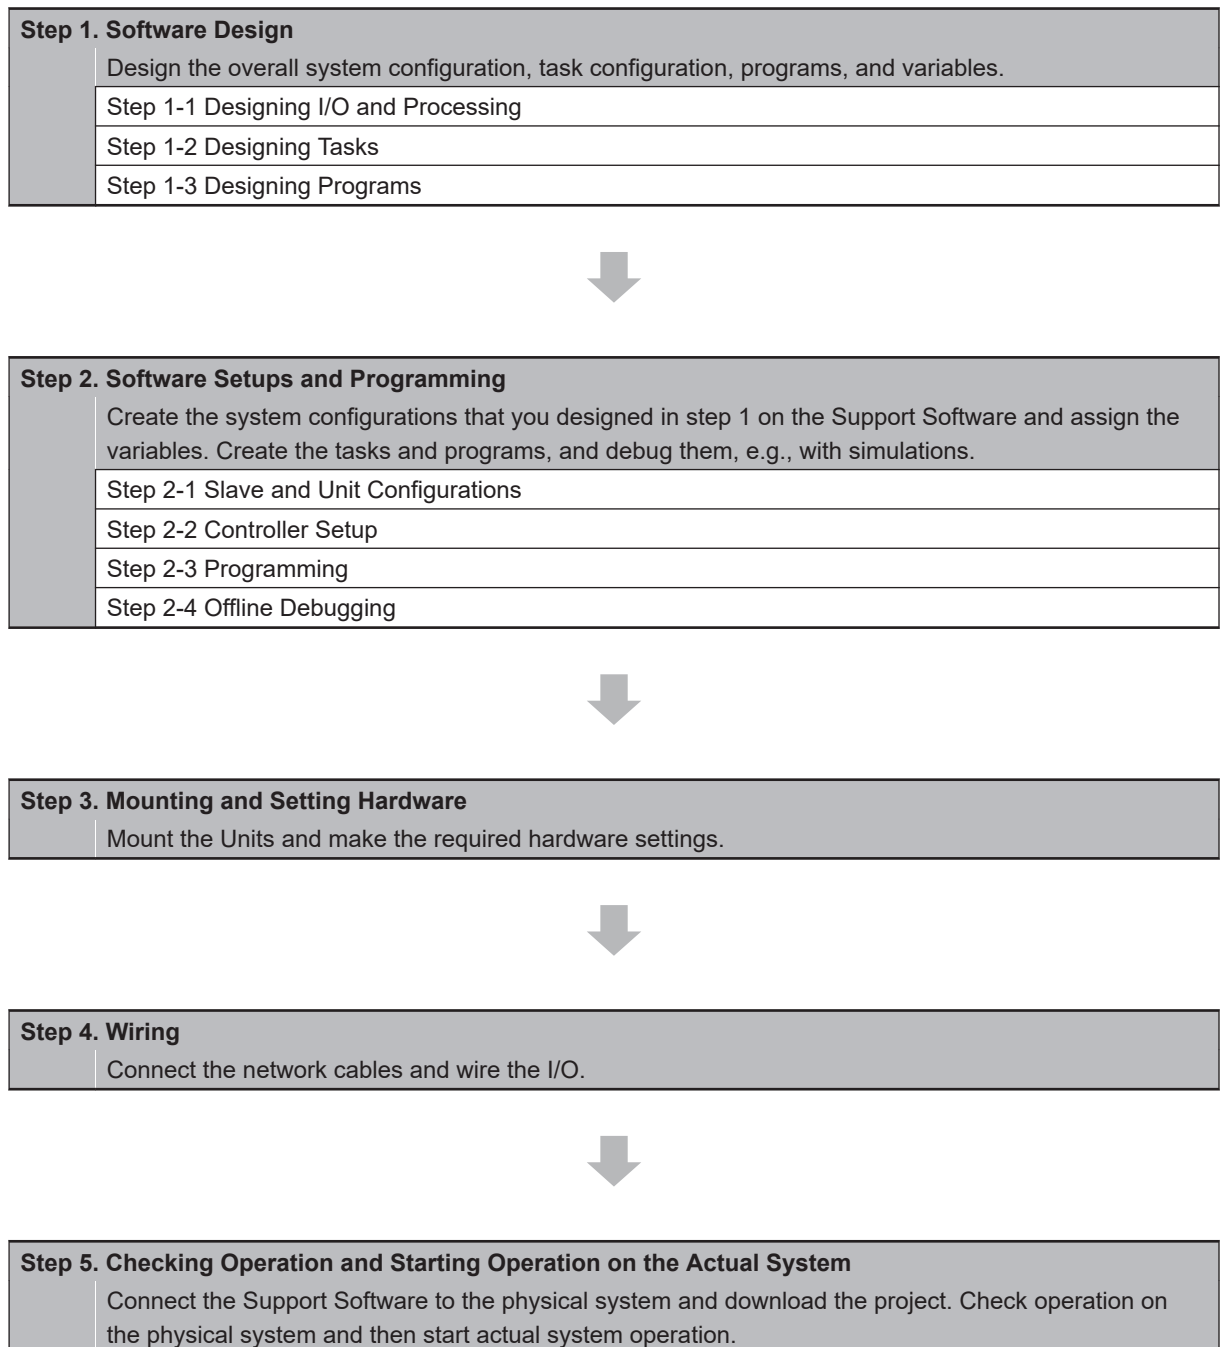 Step 1. Software Design
Design the overall system configuration, task configuration, programs, and variables.
Step 1-1 Designing I/O and Processing
Step 1-2 Designing Tasks
Step 1-3 Designing Programs
Step 2. Software Setups and Programming
Create the system configurations that you designed in step 1 on the Support Software and assign the
variables. Create the tasks and programs, and debug them, e.g., with simulations.
Step 2-1 Slave and Unit Configurations
Step 2-2 Controller Setup
Step 2-3 Programming
Step 2-4 Offline Debugging
Step 3. Mounting and Setting Hardware
Mount the Units and make the required hardware settings.
Step 4. Wiring
Connect the network cables and wire the I/O.
Step 5. Checking Operation and Starting Operation on the Actual System
Connect the Support Software to the physical system and download the project. Check operation on
the physical system and then start actual system operation.